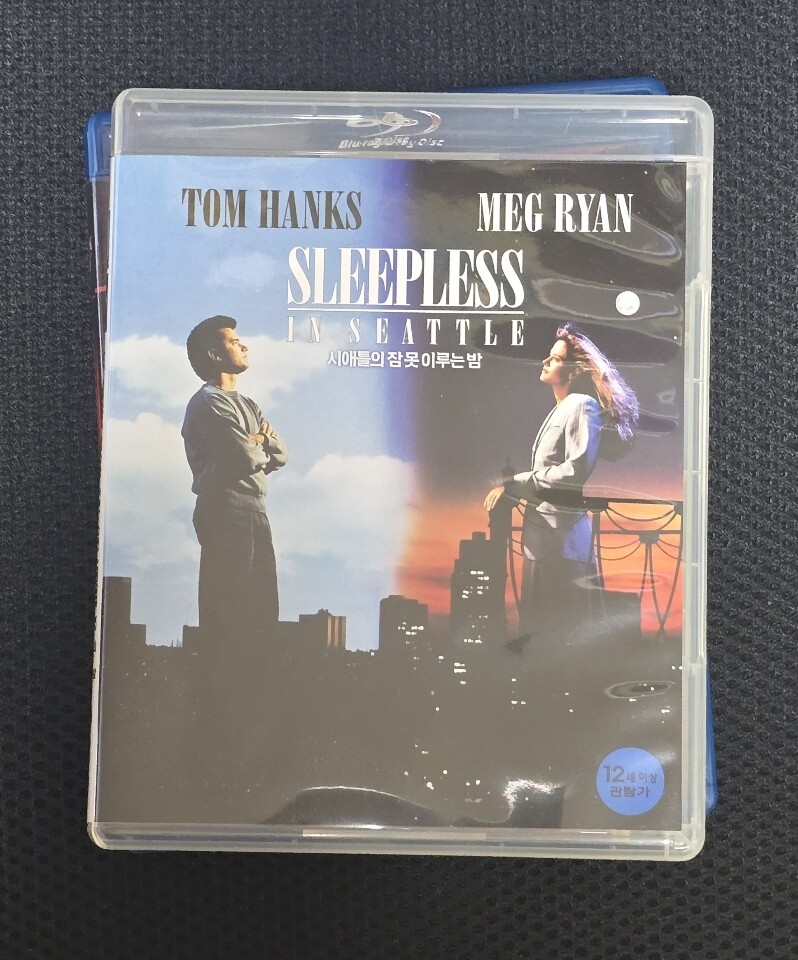 Blu-ray Disc
TOM HANKS
MEG RYAN
SLEEPLESS
IN SEATTLE
시애틀의 잠 못 이루는 밤
12세 이상
관람가